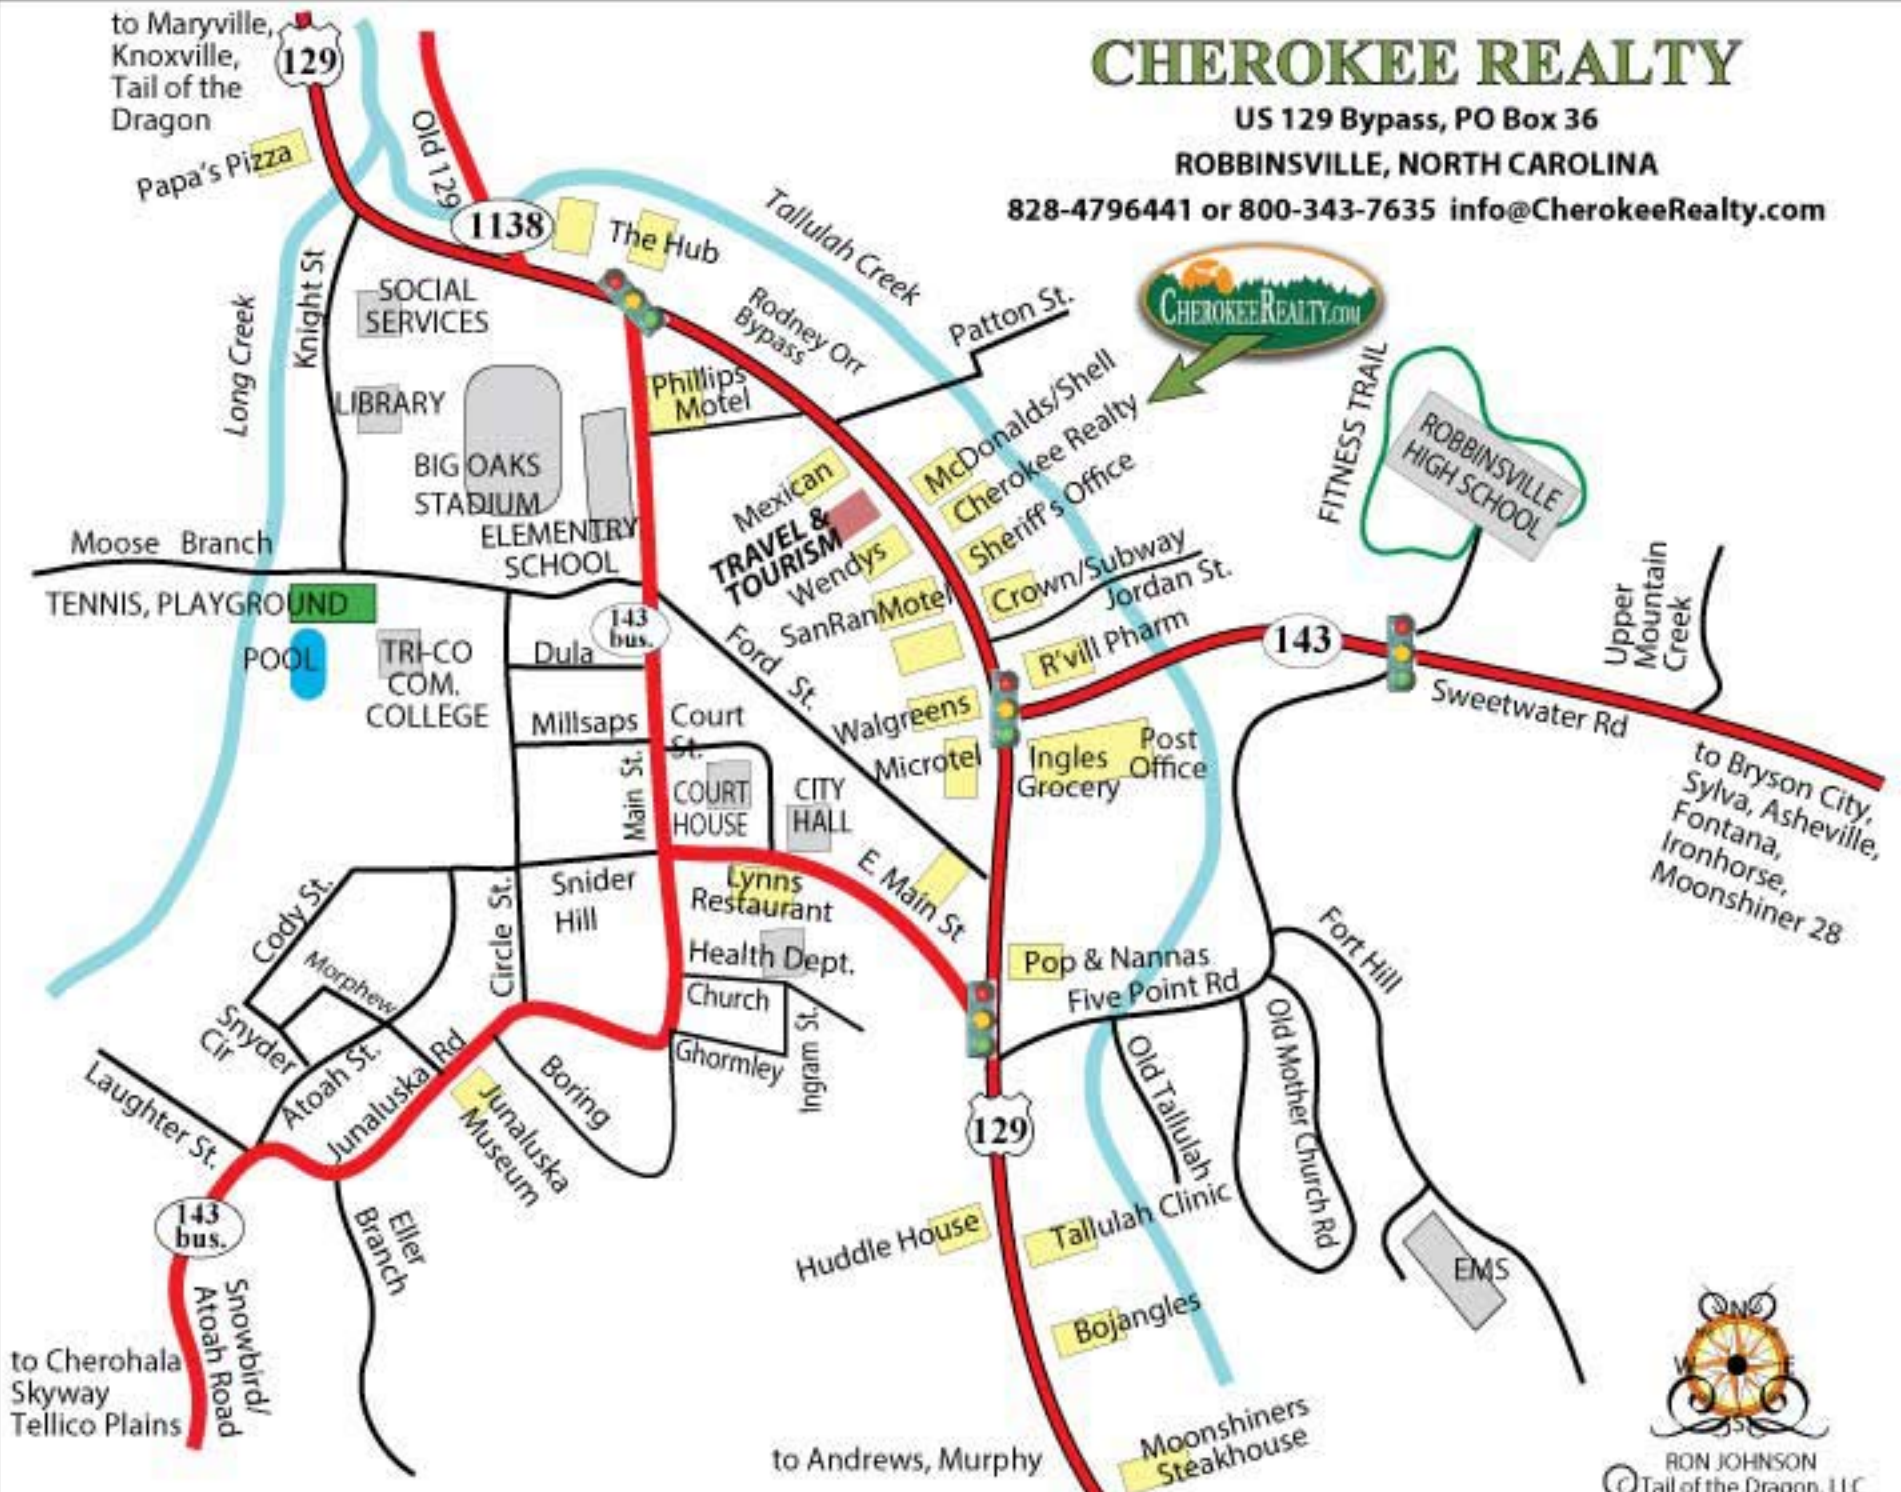 to Maryville,
Knoxville,
Tail of the
Dragon
129
Papa's Pizza
Old 129
1138
The Hub
Tallulah Creek
CHEROKEE REALTY
US 129 Bypass, PO Box 36
ROBBINSVILLE, NORTH CAROLINA
828-4796441 or 800-343-7635 info@CherokeeRealty.com
CHEROKEEREALTY.COM
Long Creek
Knight St
SOCIAL
SERVICES
LIBRARY
BIG OAKS
STADIUM
ELEMENTRY
SCHOOL
Phillips
Motel
Rodney Orr
Bypass
Patton St.
McDonalds/Shell
Cherokee Realty
Sheriff's Office
Crown/Subway
Jordan St.
R'vill Pharm
Mexican
TRAVEL &
TOURISM
Wendys
SanRanMotel
Walgreens
Microtel
Ingles
Grocery
Post
Office
FITNESS TRAIL
ROBBINSVILLE
HIGH SCHOOL
143
Sweetwater Rd
Upper
Mountain
Creek
to Bryson City,
Sylva, Asheville,
Fontana,
Ironhorse,
Moonshiner 28
Moose Branch
TENNIS, PLAYGROUND
POOL
TRI-CO
COM.
COLLEGE
143
bus.
Dula
Ford St.
Millsaps
Court
St.
Main St.
COURT
HOUSE
CITY
HALL
E. Main St
Snider
Hill
Lynns
Restaurant
Health Dept.
Church
Ghormley
Ingram St.
Circle St.
Cody St.
Morphew
Snyder
Cir
Atoah St.
Junaluska Rd
Laughter St.
Junaluska
Museum
Boring
Eller
Branch
143
bus.
Snowbird/
Atoah Road
to Cherohala
Skyway
Tellico Plains
Pop & Nannas
Five Point Rd
Fort Hill
Old Tallulah
Old Mother Church Rd
129
Huddle House
Tallulah Clinic
Bojangles
EMS
to Andrews, Murphy
Moonshiners
Steakhouse
N
W
E
S
RON JOHNSON
© Tail of the Dragon, LLC